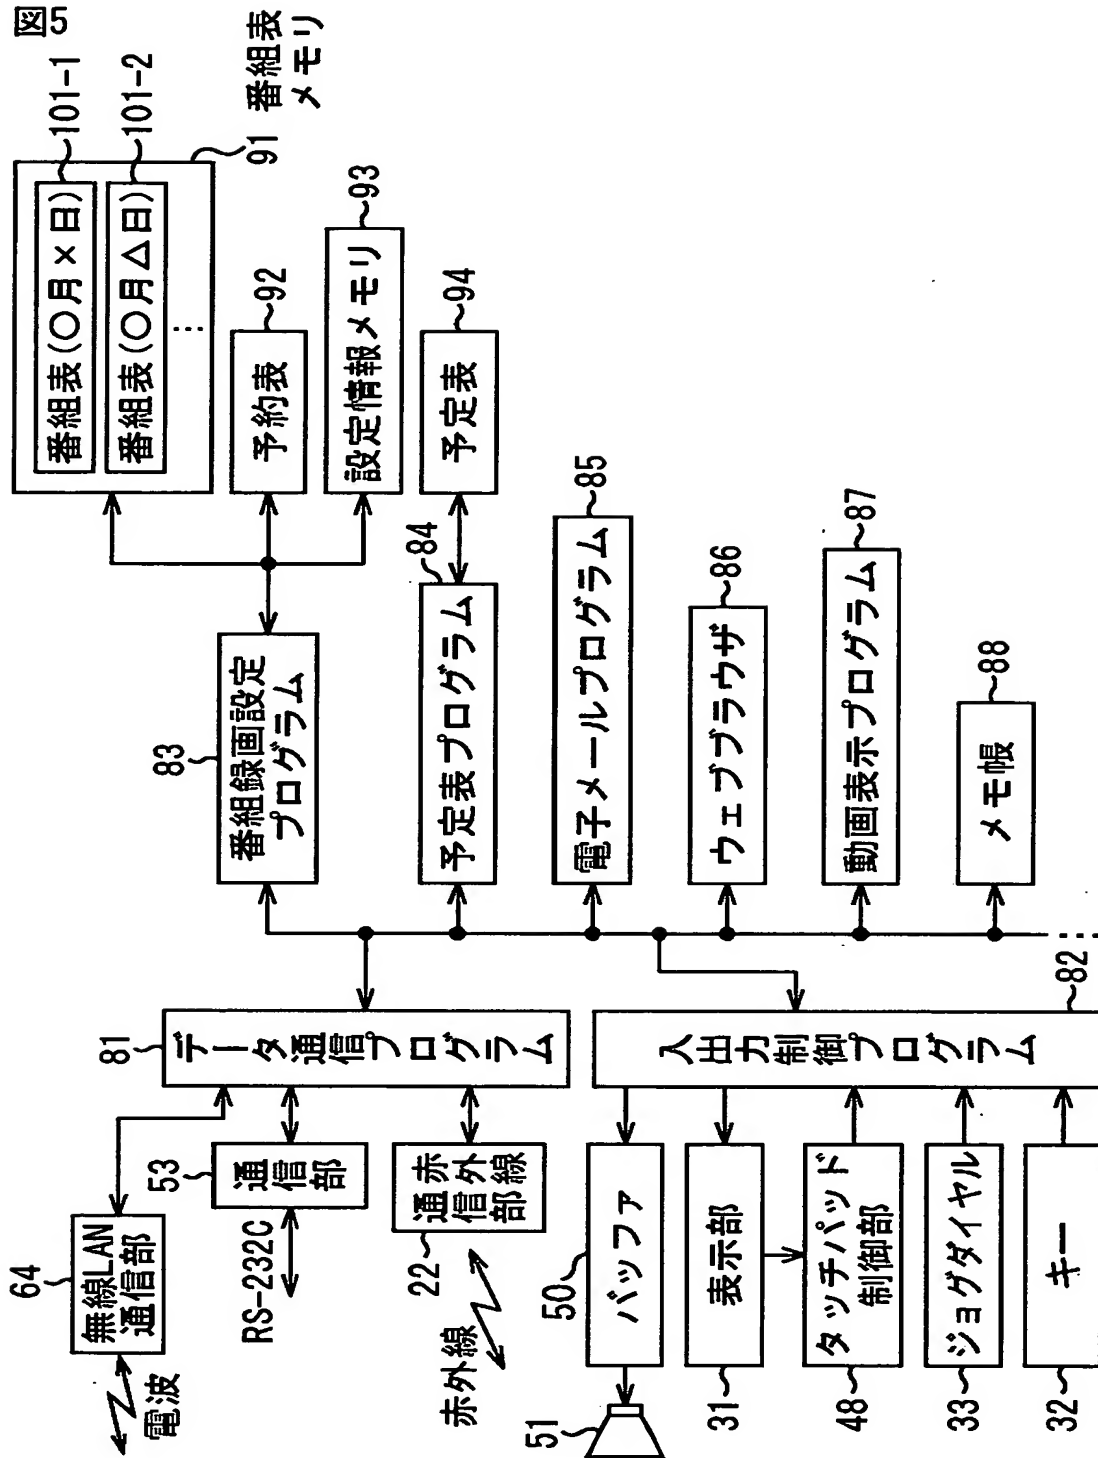 図5
101-1
番組表(〇月×日)
101-2
番組表(〇月△日)
91 番組表
メモリ
92
予約表
93
設定情報メモリ
94
予定表
83
番組録画設定
プログラム
84
予定表プログラム
85
電子メールプログラム
86
ウェブブラウザ
87
動画表示プログラム
88
メモ帳
81
データ通信プログラム
82
入出力制御プログラム
64
無線LAN
通信部
電波
53
通信
部
RS-232C
22
赤外線
通信部
赤外線
50
バッファ
51
31
表示部
48
タッチパッド
制御部
33
ジョグダイヤル
32
キー